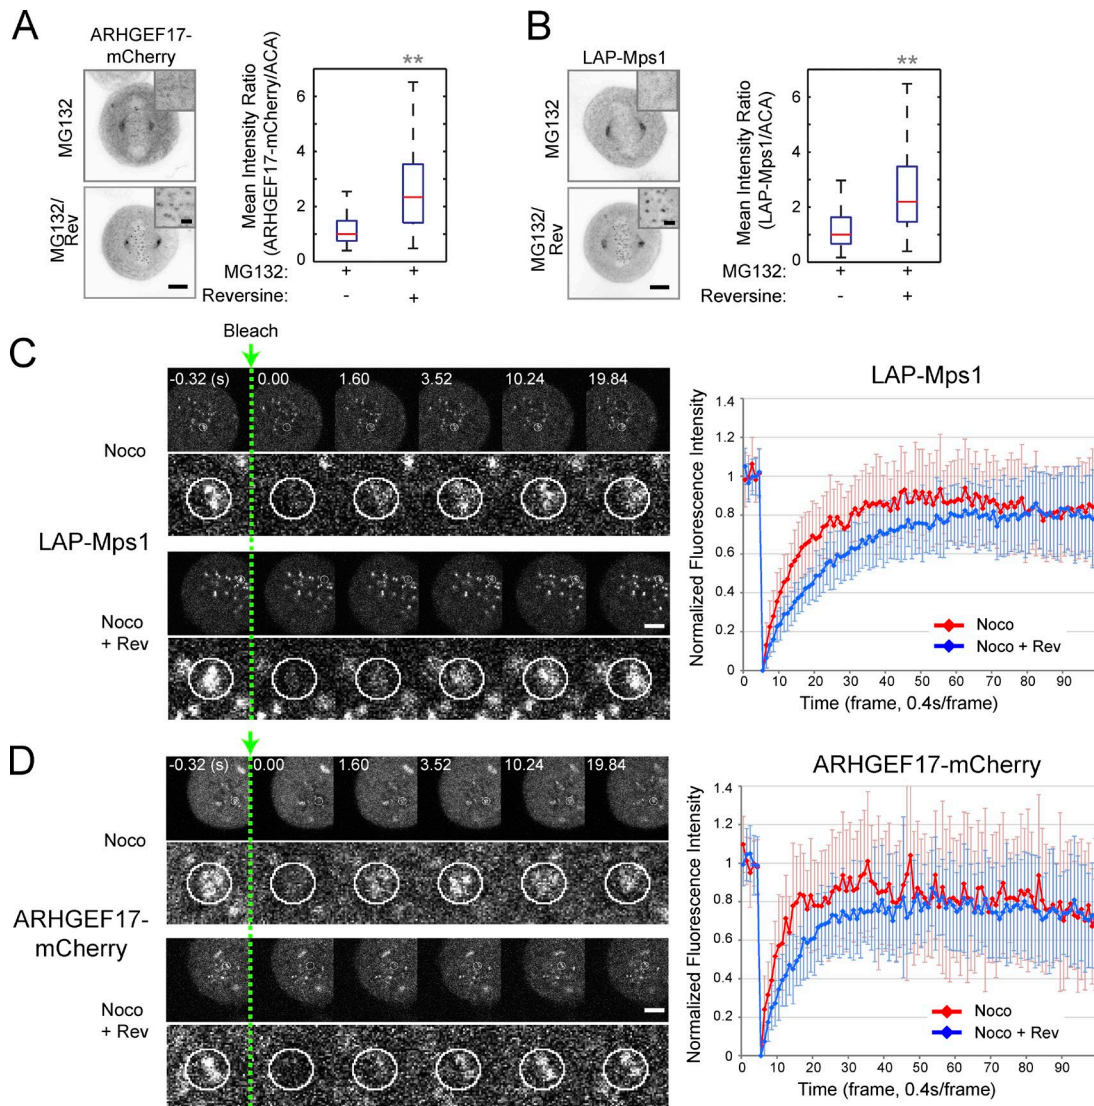 A
ARHGEF17-
mCherry
MG132
MG132/
Rev
Mean Intensity Ratio
(ARHGEF17-mCherry/ACA)
6
4
2
0
**
MG132:
+
+
Reversine:
-
+
B
LAP-Mps1
MG132
MG132/
Rev
Mean Intensity Ratio
(LAP-Mps1/ACA)
6
4
2
0
**
MG132:
+
+
Reversine:
-
+
C
Bleach
-0.32 (s)
0.00
1.60
3.52
10.24
19.84
Noco
LAP-Mps1
Noco
+ Rev
LAP-Mps1
Normalized Fluorescence Intensity
1.4
1.2
1
0.8
0.6
0.4
0.2
0
Noco
Noco + Rev
0 10 20 30 40 50 60 70 80 90
Time (frame, 0.4s/frame)
D
-0.32 (s)
0.00
1.60
3.52
10.24
19.84
Noco
ARHGEF17-
mCherry
Noco
+ Rev
ARHGEF17-mCherry
Normalized Fluorescence Intensity
1.4
1.2
1
0.8
0.6
0.4
0.2
0
Noco
Noco + Rev
0 10 20 30 40 50 60 70 80 90
Time (frame, 0.4s/frame)